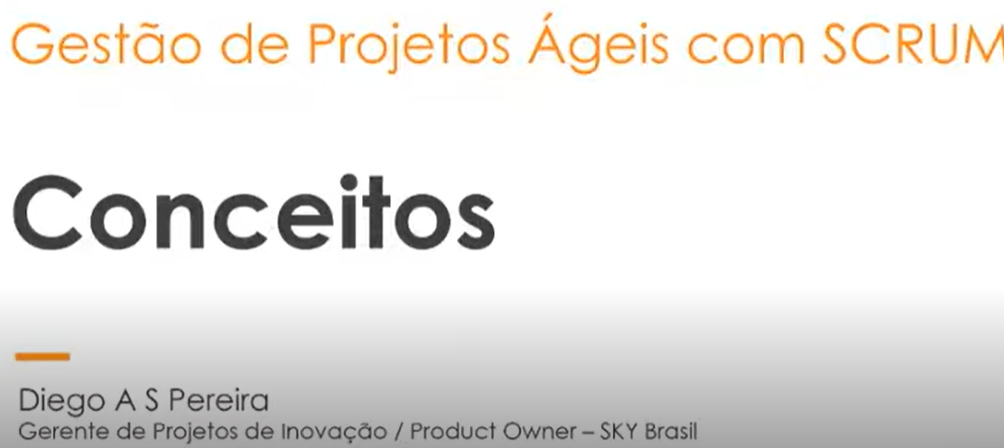 Gestão de Projetos Ágeis com SCRUM
Conceitos
Diego A S Pereira
Gerente de Projetos de Inovação / Product Owner – SKY Brasil